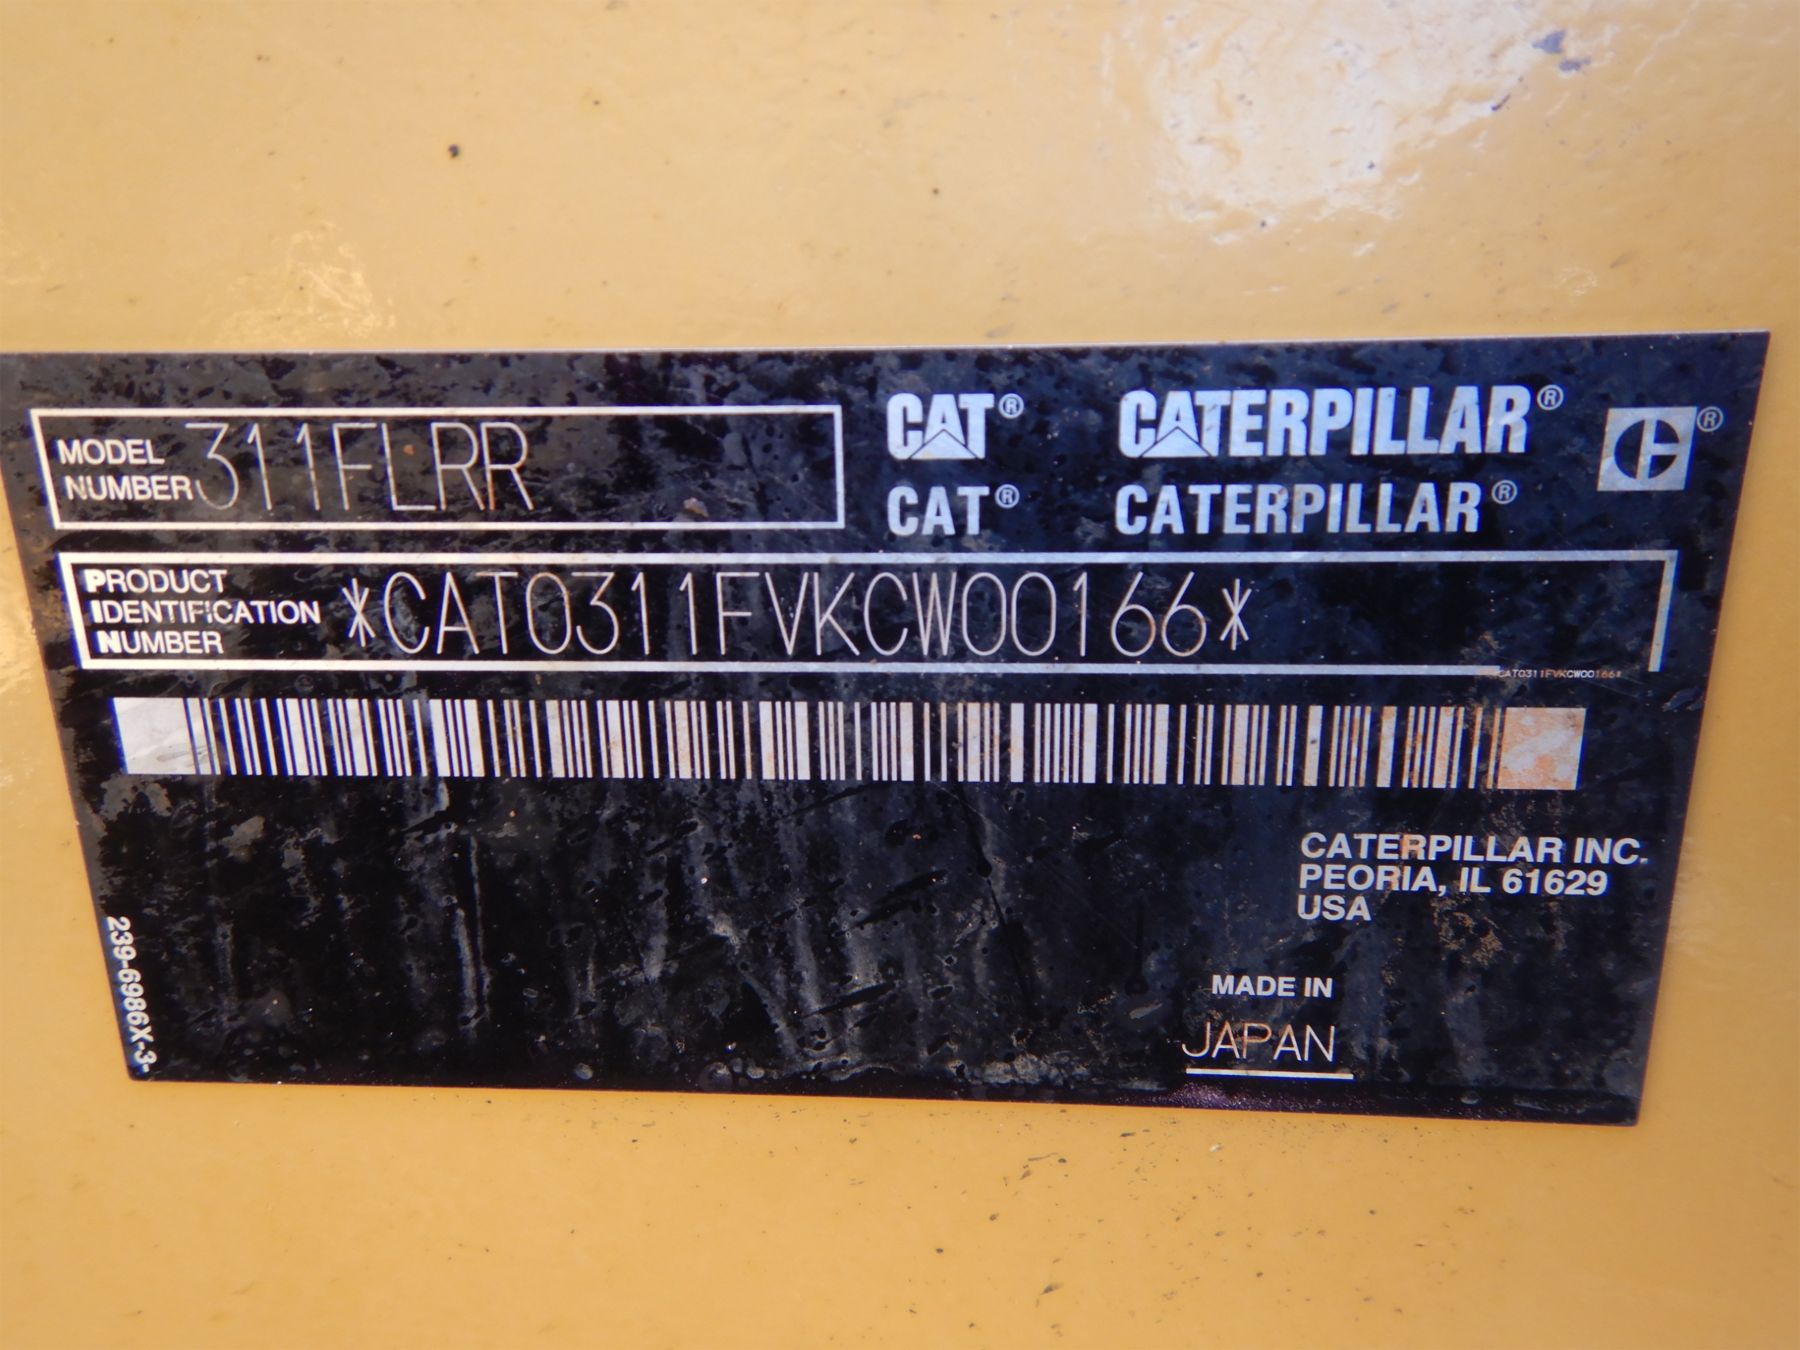 MODEL NUMBER 311FLRR
CAT® CATERPILLAR® ®
CAT® CATERPILLAR®
PRODUCT IDENTIFICATION NUMBER *CAT0311FVKCW00166*
*CAT0311FVKCW00166*
CATERPILLAR INC.
PEORIA, IL 61629
USA
MADE IN
JAPAN
239-6986X-3